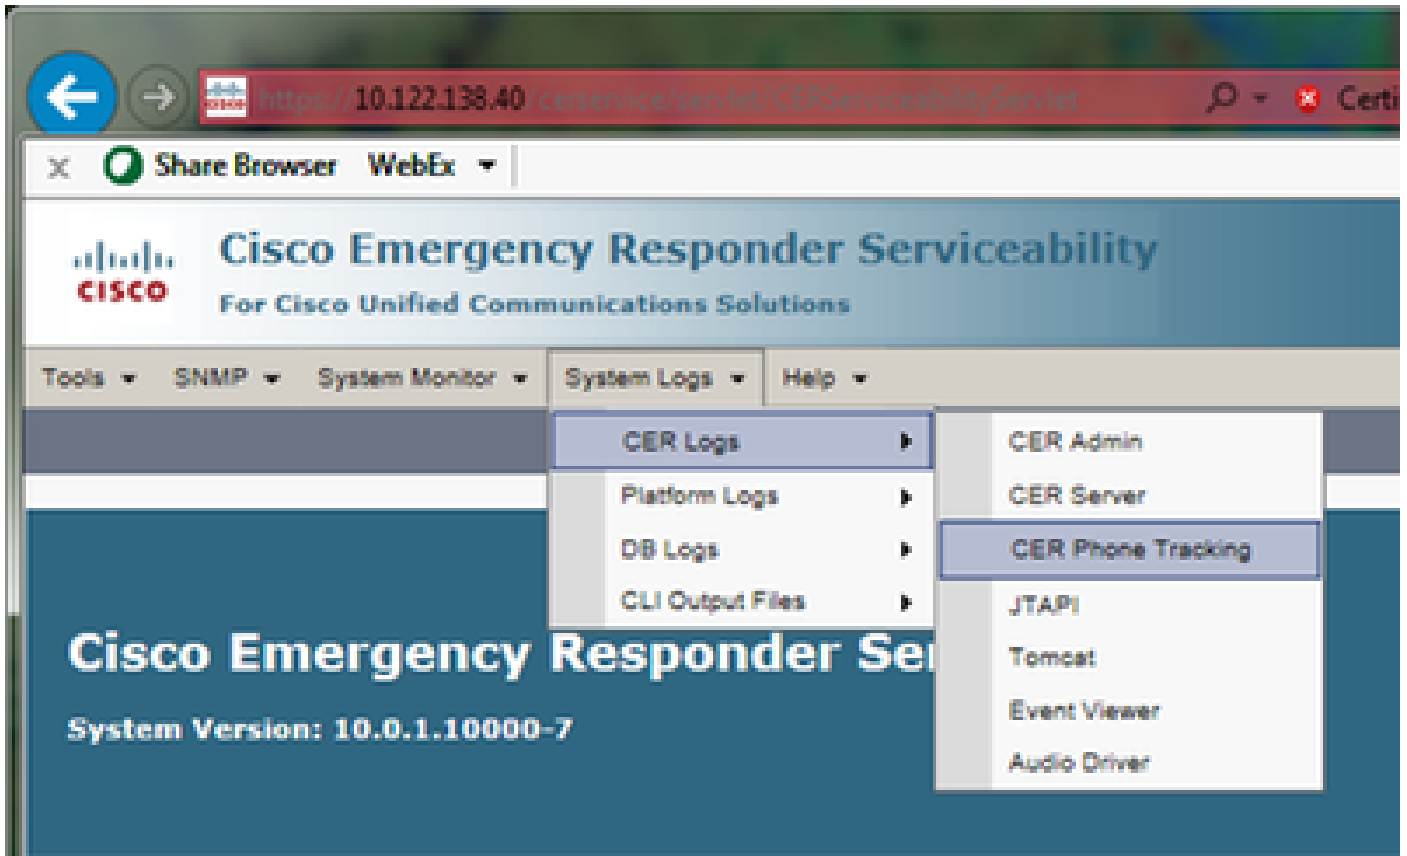 https://10.122.138.40/cerservice/servlet/CERServiceabilityServlet
Certi
x Share Browser WebEx
CISCO
Cisco Emergency Responder Serviceability
For Cisco Unified Communications Solutions
Tools SNMP System Monitor System Logs Help
CER Logs
Platform Logs
DB Logs
CLI Output Files
CER Admin
CER Server
CER Phone Tracking
JTAPI
Tomcat
Event Viewer
Audio Driver
Cisco Emergency Responder Ser
System Version: 10.0.1.10000-7